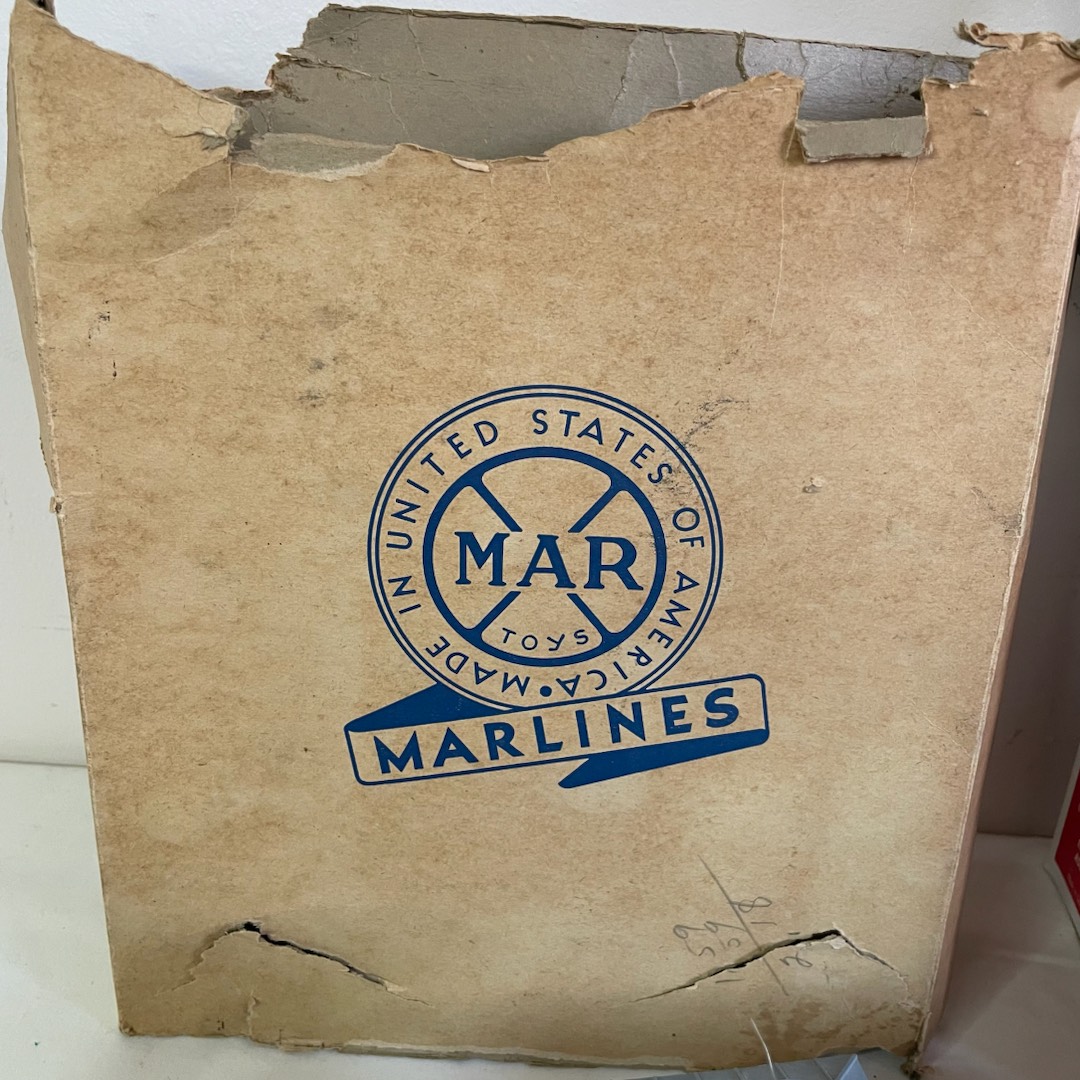 MADE IN UNITED STATES OF AMERICA •
MAR
TOYS
MARLINES